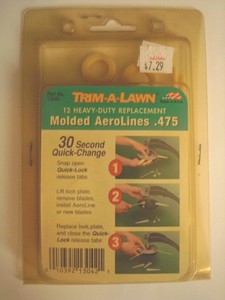 $7.29
TRIM-A-LAWN
12 HEAVY-DUTY REPLACEMENT
Molded AeroLines .475
30 Second
Quick-Change
Snap open
Quick-Lock
release tabs
1
Lift lock plate,
remove blades,
install AeroLine
or new blades.
2
Replace lock plate,
and close the Quick-
Lock release tabs.
3